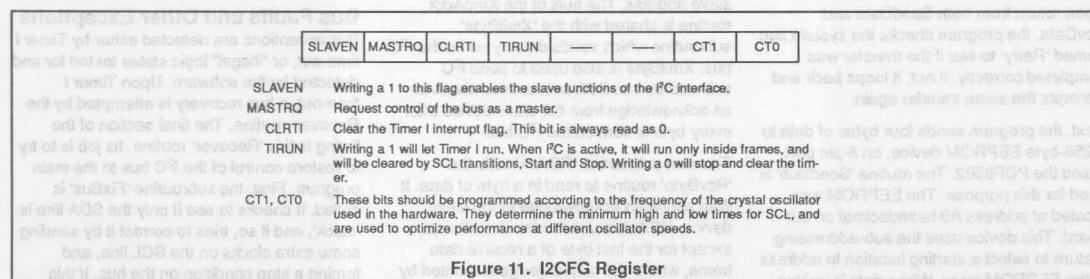 SLAVEN MASTRQ CLRTI TIRUN CT1 CT0
SLAVEN Writing a 1 to this flag enables the slave functions of the I²C interface.
MASTRQ Request control of the bus as a master.
CLRTI Clear the Timer I interrupt flag. This bit is always read as 0.
TIRUN Writing a 1 will let Timer I run. When I²C is active, it will run only inside frames, and
will be cleared by SCL transitions, Start and Stop. Writing a 0 will stop and clear the tim-
er.
CT1, CT0 These bits should be programmed according to the frequency of the crystal oscillator
used in the hardware. They determine the minimum high and low times for SCL, and
are used to optimize performance at different oscillator speeds.
Figure 11. I2CFG Register